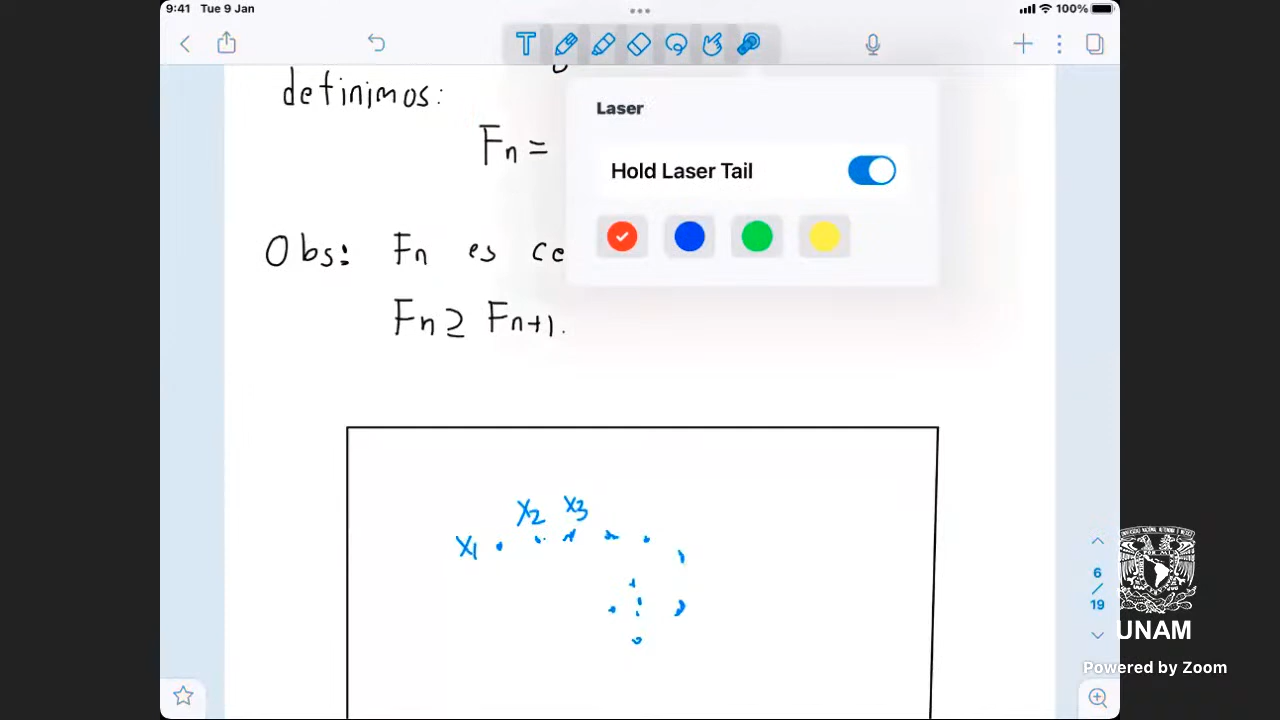 9:41 Tue 9 Jan
100%
T
definimos:
Laser
Fn =
Hold Laser Tail
Obs: Fn es ce
Fn ≥ Fn+1.
X2 X3
X1
6
/
19
UNAM
Powered by Zoom